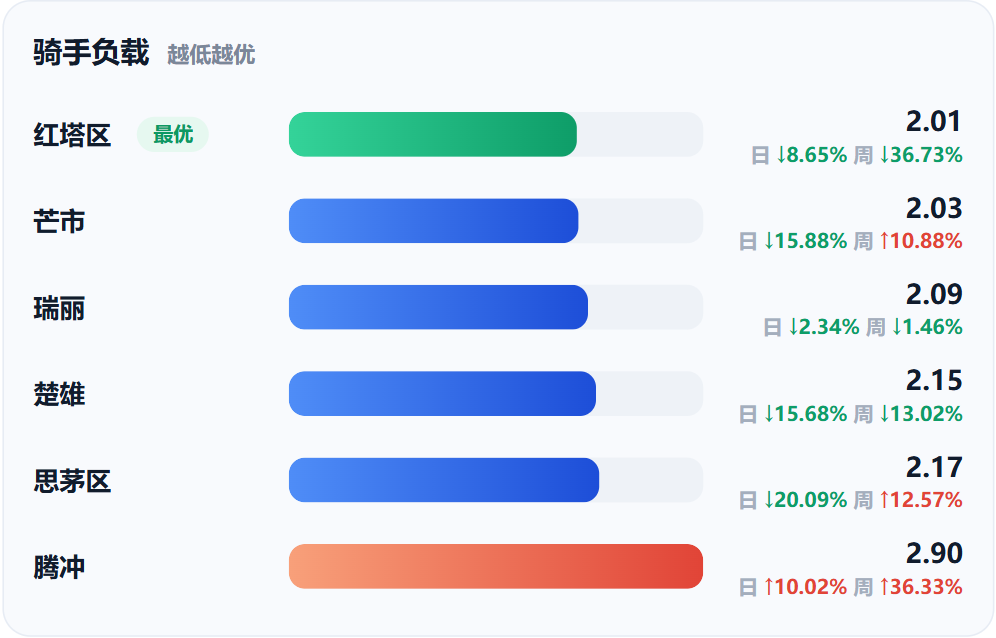 骑手负载 越低越优
红塔区 最优 2.01
日 ↓8.65% 周 ↓36.73%
芒市 2.03
日 ↓15.88% 周 ↑10.88%
瑞丽 2.09
日 ↓2.34% 周 ↓1.46%
楚雄 2.15
日 ↓15.68% 周 ↓13.02%
思茅区 2.17
日 ↓20.09% 周 ↑12.57%
腾冲 2.90
日 ↑10.02% 周 ↑36.33%